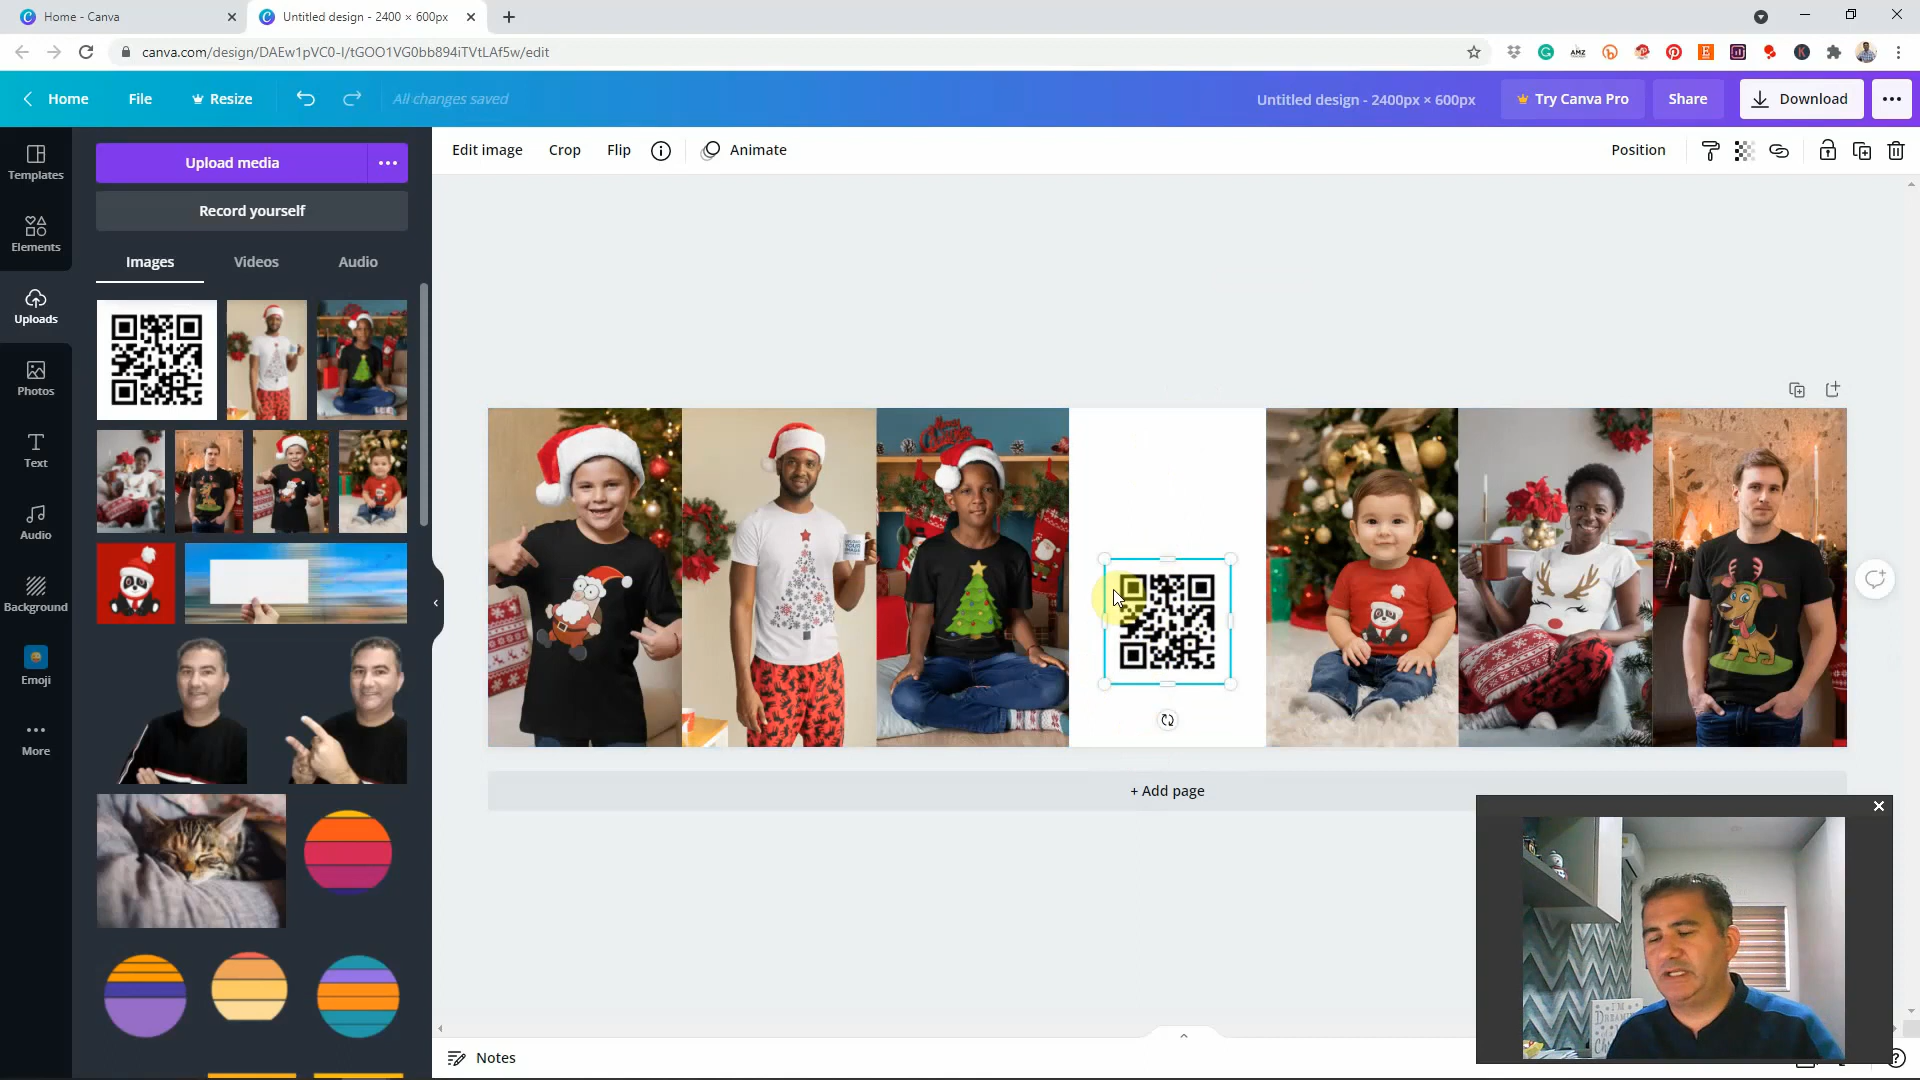 Home - Canva
Untitled design - 2400 × 600px
canva.com/design/DAEw1pVC0-I/tGOO1VG0bb894iTVtLAf5w/edit
Home
File
Resize
All changes saved
Untitled design - 2400px × 600px
Try Canva Pro
Share
Download
Templates
Elements
Uploads
Photos
Text
Audio
Background
Emoji
More
Upload media
Record yourself
Images
Videos
Audio
Edit image
Crop
Flip
Animate
Position
Merry
Christmas
+ Add page
Notes
I'M